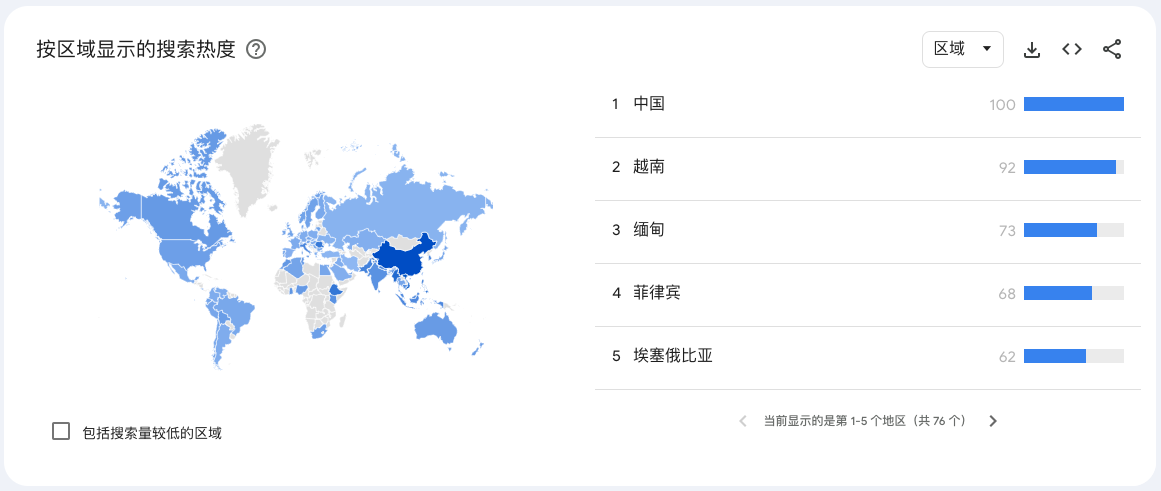 按区域显示的搜索热度
区域
1 中国 100
2 越南 92
3 缅甸 73
4 菲律宾 68
5 埃塞俄比亚 62
包括搜索量较低的区域
当前显示的是第 1-5 个地区（共 76 个）